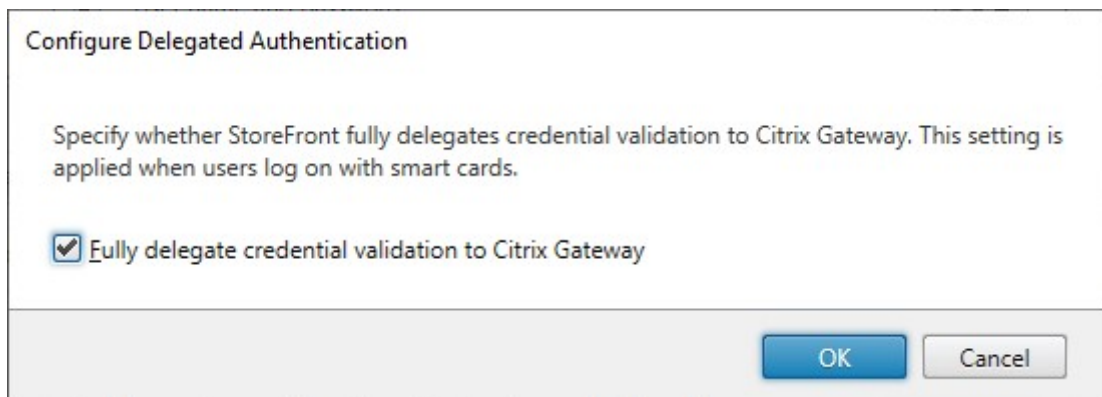 Configure Delegated Authentication
Specify whether StoreFront fully delegates credential validation to Citrix Gateway. This setting is
applied when users log on with smart cards.
Fully delegate credential validation to Citrix Gateway
OK
Cancel